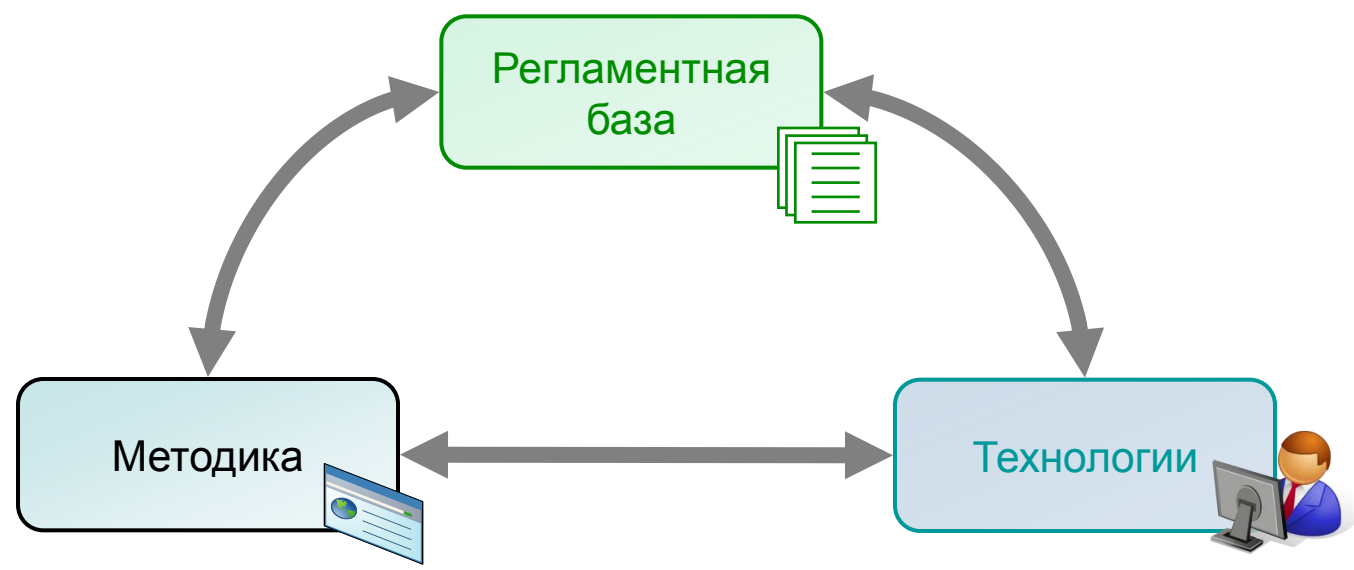 Регламентная
база
Методика
Технологии